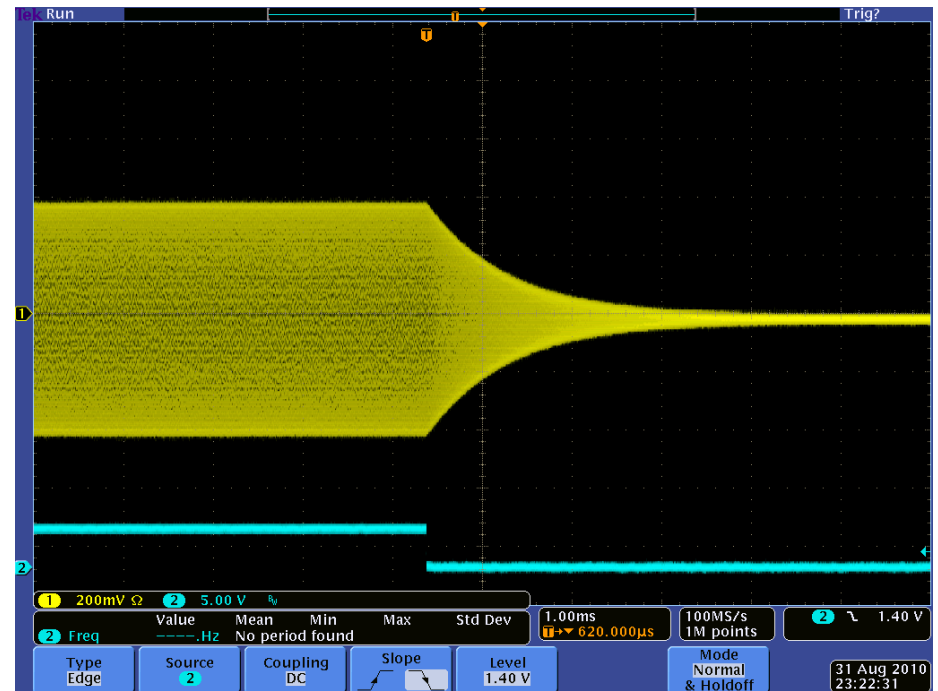 Tek Run Trig?
T
T
1
2
1 200mV Ω 2 5.00 V BW
Value Mean Min Max Std Dev
2 Freq ----.Hz No period found
1.00ms
T→▼ 620.000µs
100MS/s
1M points
2 1.40 V
Type
Edge
Source
2
Coupling
DC
Slope
Level
1.40 V
Mode
Normal
& Holdoff
31 Aug 2010
23:22:31